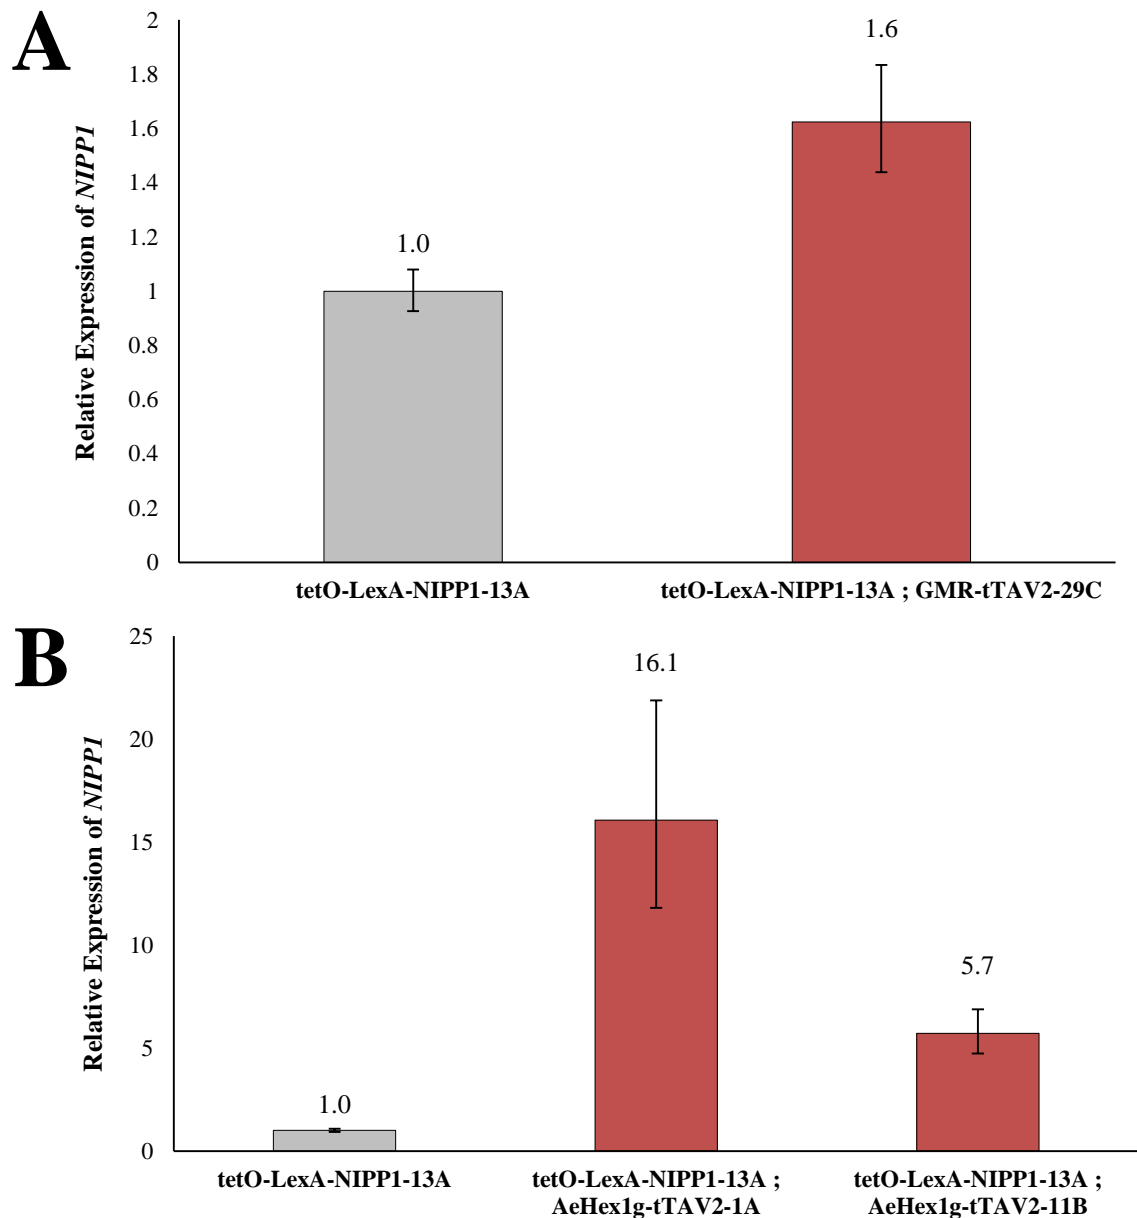 A
Relative Expression of NIPP1
2
1.8
1.6
1.4
1.2
1
0.8
0.6
0.4
0.2
0
1.0
1.6
tetO-LexA-NIPP1-13A
tetO-LexA-NIPP1-13A ; GMR-tTAV2-29C
B
Relative Expression of NIPP1
25
20
15
10
5
0
1.0
16.1
5.7
tetO-LexA-NIPP1-13A
tetO-LexA-NIPP1-13A ;
AeHex1g-tTAV2-1A
tetO-LexA-NIPP1-13A ;
AeHex1g-tTAV2-11B